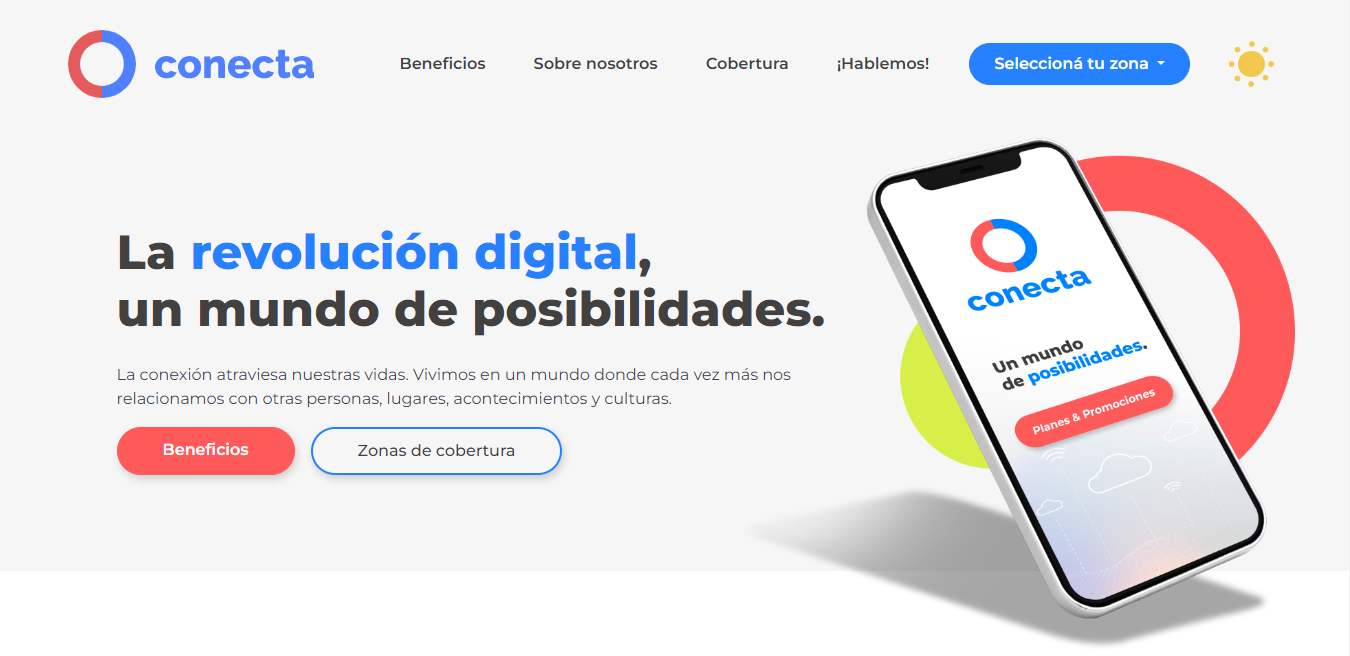 conecta
Beneficios
Sobre nosotros
Cobertura
¡Hablemos!
Seleccioná tu zona
La revolución digital,
un mundo de posibilidades.
La conexión atraviesa nuestras vidas. Vivimos en un mundo donde cada vez más nos
relacionamos con otras personas, lugares, acontecimientos y culturas.
Beneficios
Zonas de cobertura
conecta
Un mundo
de posibilidades.
Planes & Promociones